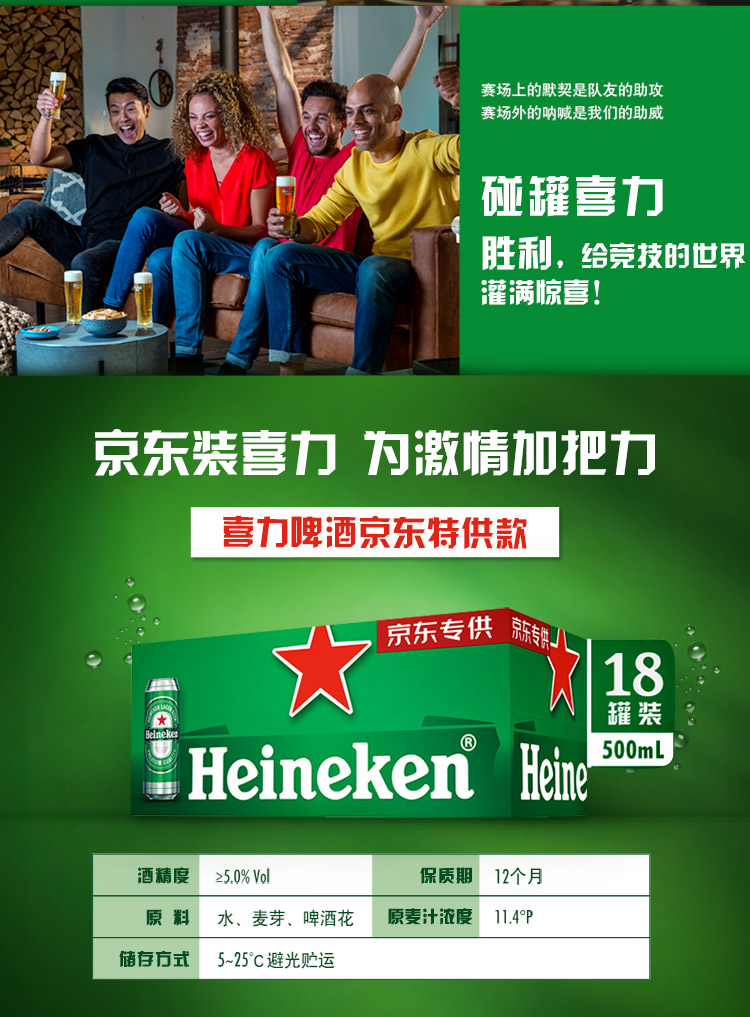 赛场上的默契是队友的助攻
赛场外的呐喊是我们的助威
碰罐喜力
胜利，给竞技的世界
灌满惊喜！
京东装喜力 为激情加把力
喜力啤酒京东特供款
京东专供
京东专供
18
罐装
500mL
Heineken
Heineken®
Heine
酒精度 ≥5.0% Vol 保质期 12个月
原料 水、麦芽、啤酒花 原麦汁浓度 11.4°P
储存方式 5~25℃避光贮运